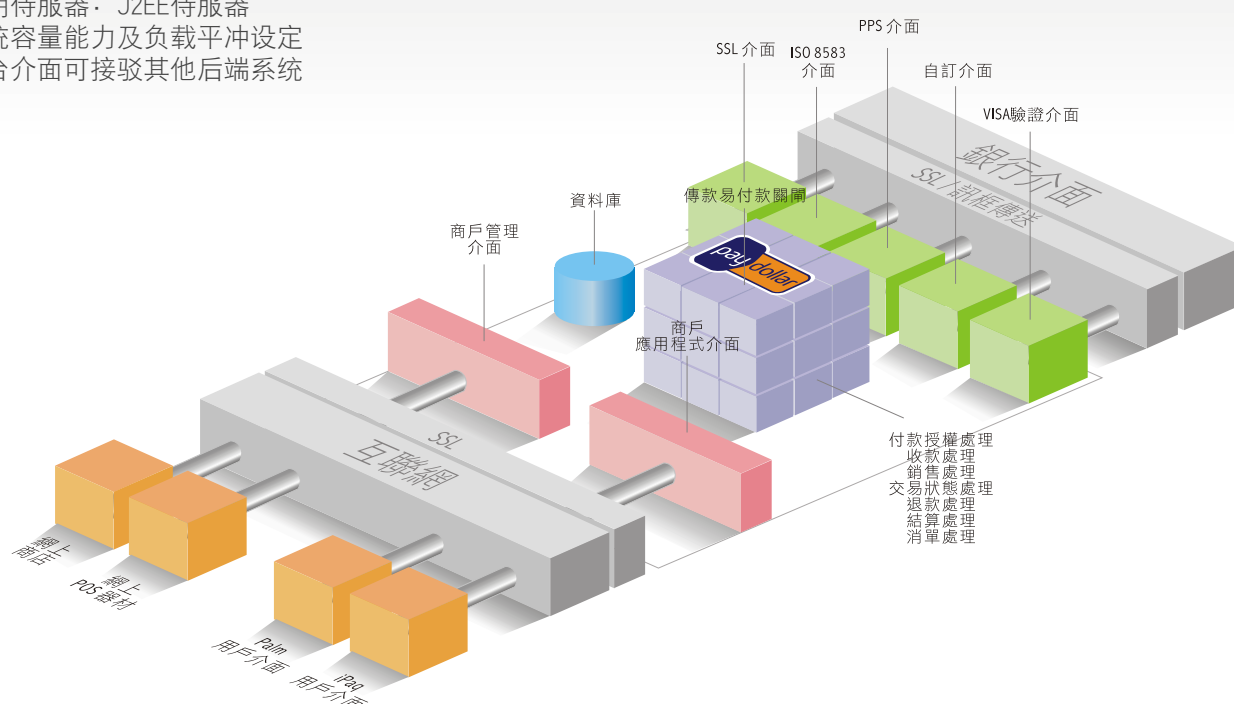 侍服器．J2EE侍服器
容量能力及负载平冲设定
介面可接驳其他后端系统
PPS 介面
SSL 介面
ISO 8583
介面
自訂介面
VISA驗證介面
銀行介面
SSL / 訊框傳送
傳款易付款關閘
資料庫
商戶管理
介面
pay dollar
商戶
應用程式介面
SSL
互聯網
付款授權處理
收款處理
銷售處理
交易狀態處理
退款處理
結算處理
消單處理
網上
商店
網上
POS 器材
Palm
用戶介面
iPaq
用戶介面